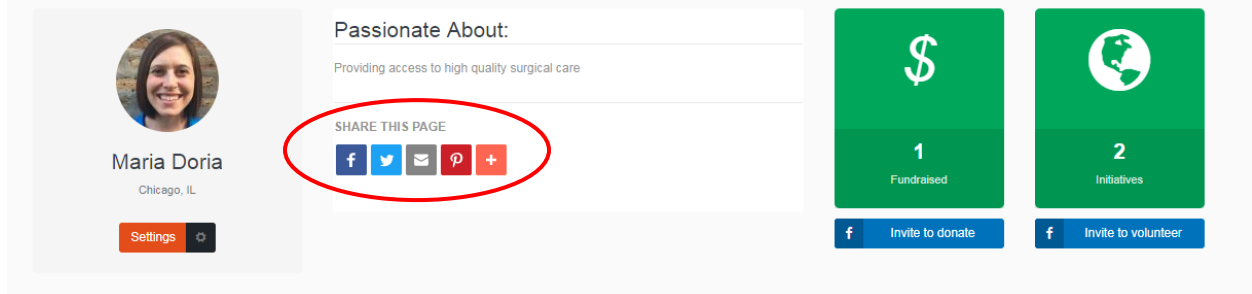 Maria Doria
Chicago, IL
Settings
Passionate About:
Providing access to high quality surgical care
SHARE THIS PAGE
$
1
Fundraised
f Invite to donate
2
Initiatives
f Invite to volunteer